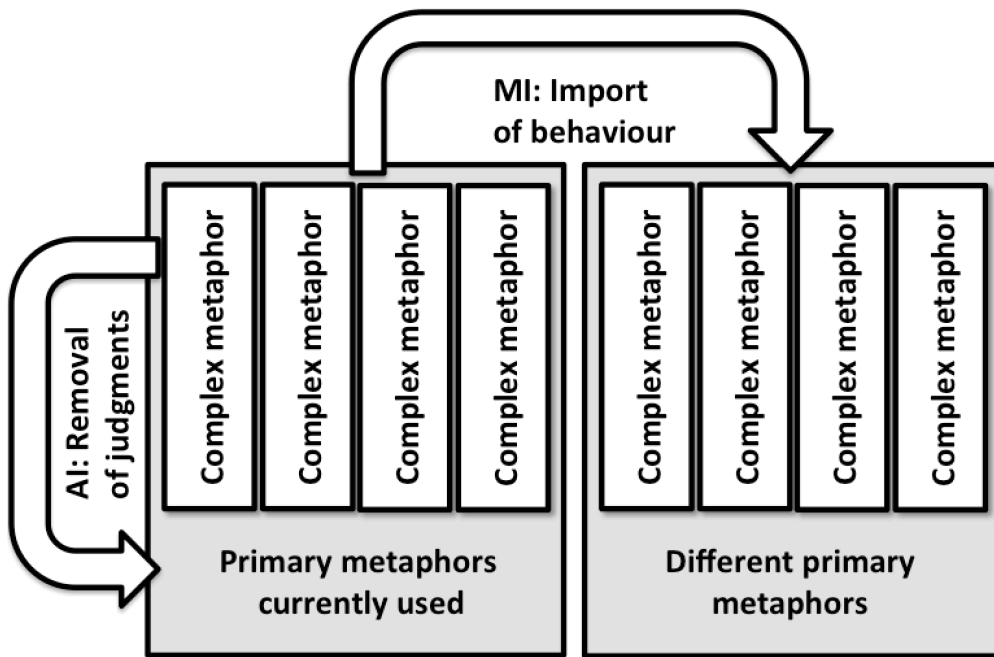 MI: Import
of behaviour
AI: Removal
of judgments
Complex metaphor
Complex metaphor
Complex metaphor
Complex metaphor
Primary metaphors
currently used
Complex metaphor
Complex metaphor
Complex metaphor
Complex metaphor
Different primary
metaphors